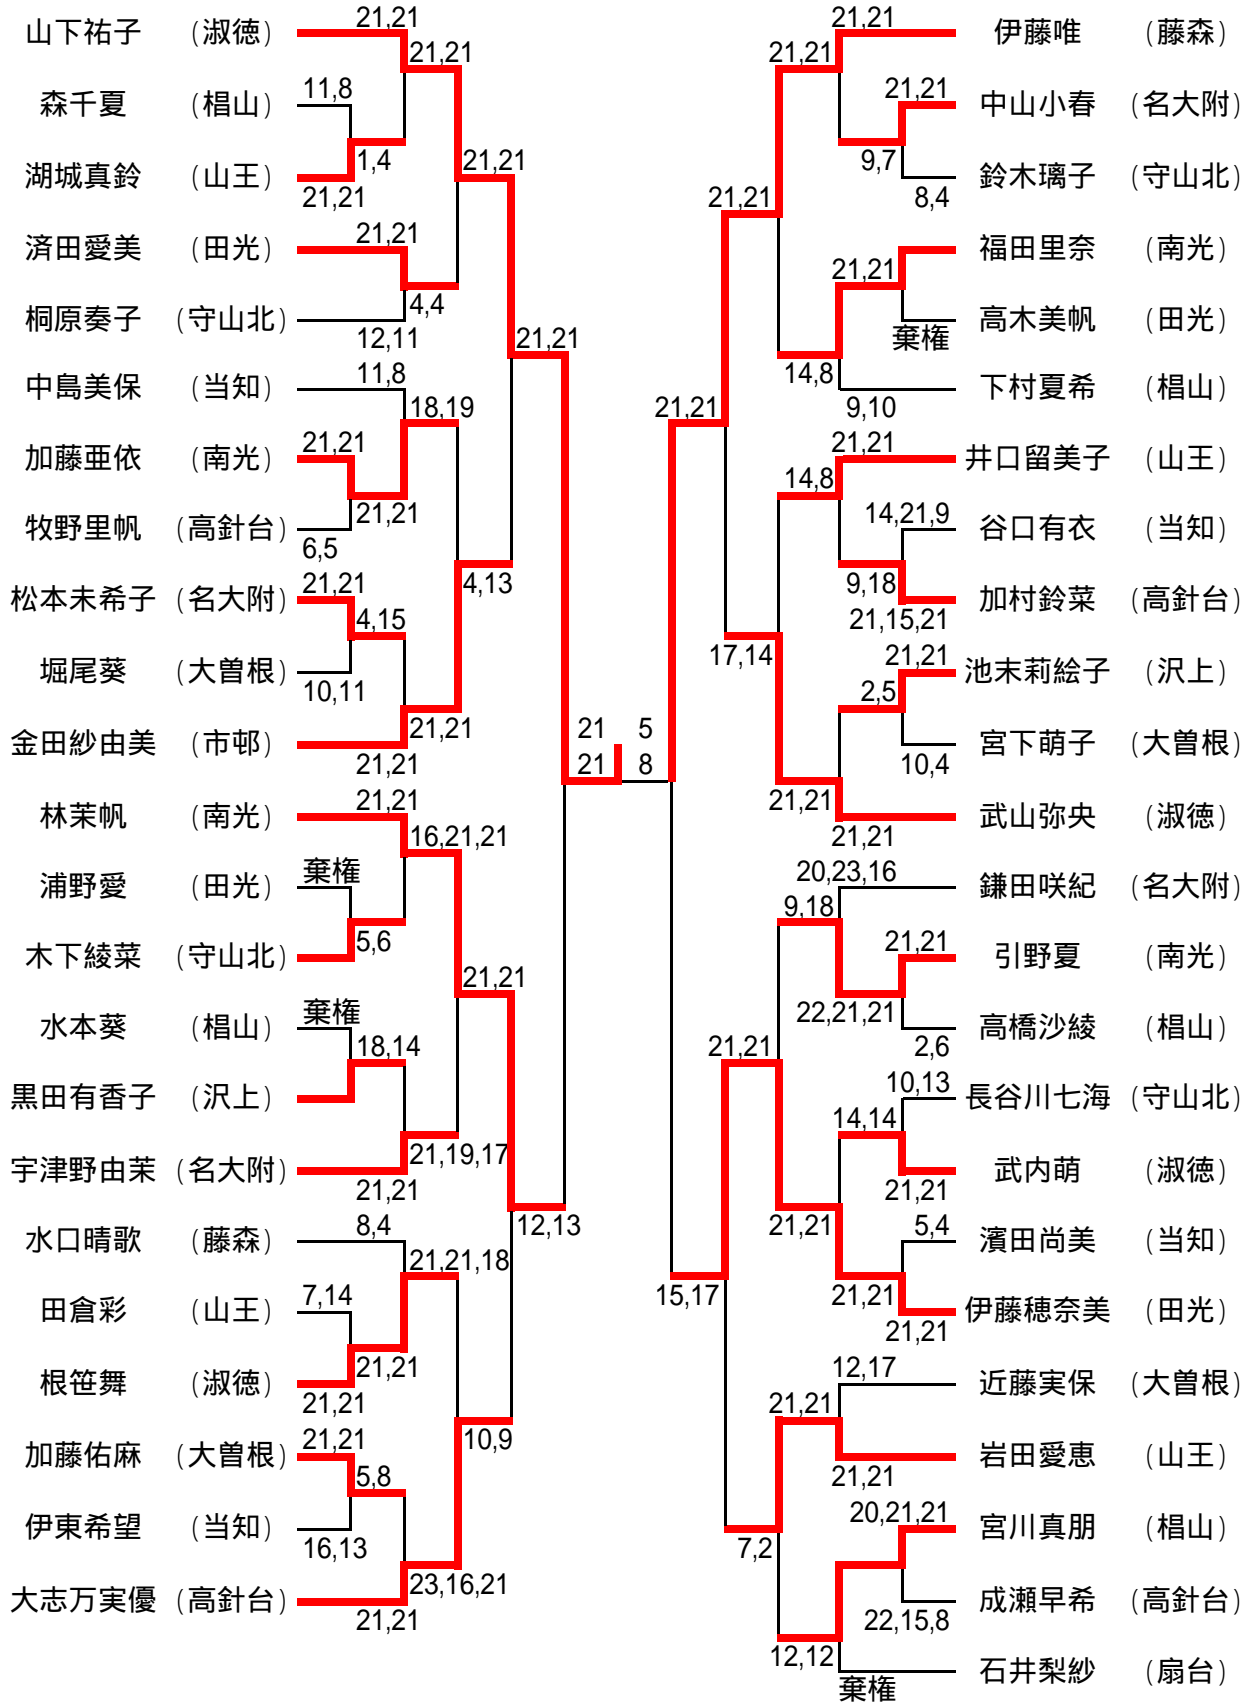 山下祐子 (淑徳) 21,21
21,21
森千夏 (椙山) 11,8
1,4
湖城真鈴 (山王) 21,21
21,21
済田愛美 (田光) 21,21
4,4
桐原奏子 (守山北) 12,11
21,21
中島美保 (当知) 11,8
18,19
加藤亜依 (南光) 21,21
21,21
牧野里帆 (高針台) 6,5
4,13
松本未希子 (名大附) 21,21
4,15
堀尾葵 (大曽根) 10,11
21,21
金田紗由美 (市邨) 21,21
21 5
21 8
林茉帆 (南光) 21,21
16,21,21
浦野愛 (田光) 棄権
5,6
木下綾菜 (守山北)
21,21
水本葵 (椙山) 棄権
18,14
黒田有香子 (沢上)
21,19,17
宇津野由茉 (名大附) 21,21
12,13
水口晴歌 (藤森) 8,4
21,21,18
田倉彩 (山王) 7,14
21,21
根笹舞 (淑徳) 21,21
10,9
加藤佑麻 (大曽根) 21,21
5,8
伊東希望 (当知) 16,13
23,16,21
大志万実優 (高針台) 21,21
21,21 伊藤唯 (藤森)
21,21
21,21 中山小春 (名大附)
9,7
8,4 鈴木璃子 (守山北)
21,21
福田里奈 (南光)
21,21
棄権 高木美帆 (田光)
14,8
9,10 下村夏希 (椙山)
21,21
21,21 井口留美子 (山王)
14,8
14,21,9 谷口有衣 (当知)
9,18
21,15,21 加村鈴菜 (高針台)
17,14
21,21 池末莉絵子 (沢上)
2,5
10,4 宮下萌子 (大曽根)
21,21
21,21 武山弥央 (淑徳)
20,23,16 鎌田咲紀 (名大附)
9,18
21,21 引野夏 (南光)
22,21,21
2,6 高橋沙綾 (椙山)
21,21
10,13 長谷川七海 (守山北)
14,14
21,21 武内萌 (淑徳)
21,21
5,4 濱田尚美 (当知)
21,21
21,21 伊藤穂奈美 (田光)
15,17
12,17 近藤実保 (大曽根)
21,21
21,21 岩田愛恵 (山王)
7,2
20,21,21 宮川真朋 (椙山)
22,15,8 成瀬早希 (高針台)
12,12
棄権 石井梨紗 (扇台)